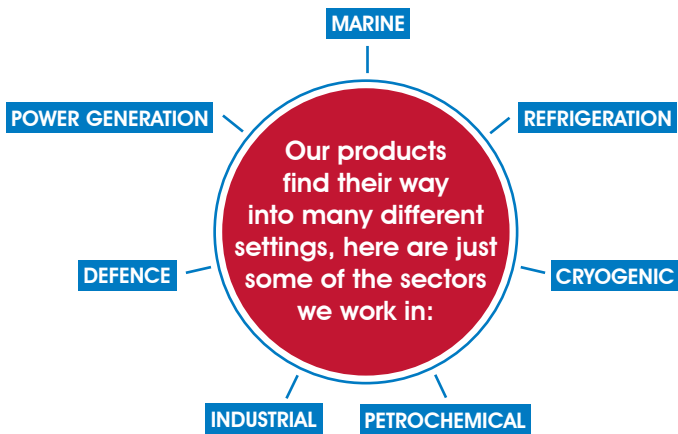 MARINE
POWER GENERATION
REFRIGERATION
Our products
find their way
into many different
settings, here are just
some of the sectors
we work in:
DEFENCE
CRYOGENIC
INDUSTRIAL
PETROCHEMICAL